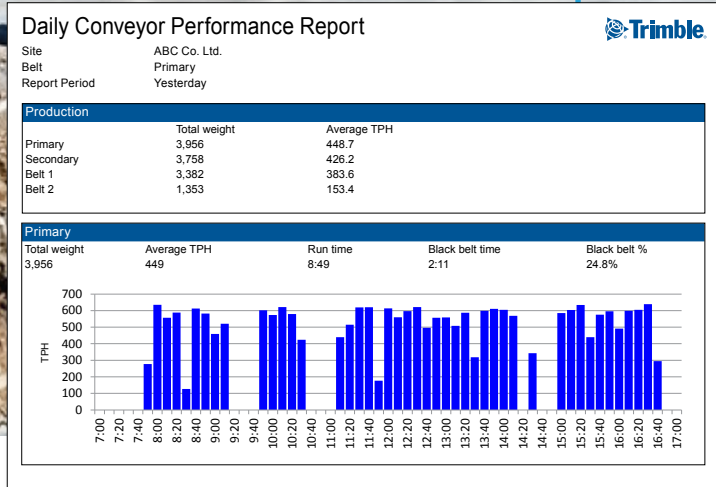 Daily Conveyor Performance Report
Trimble
Site ABC Co. Ltd.
Belt Primary
Report Period Yesterday
Production
Total weight Average TPH
Primary 3,956 448.7
Secondary 3,758 426.2
Belt 1 3,382 383.6
Belt 2 1,353 153.4
Primary
Total weight Average TPH Run time Black belt time Black belt %
3,956 449 8:49 2:11 24.8%
700
600
500
400
300
200
100
0
TPH
7:00 7:20 7:40 8:00 8:20 8:40 9:00 9:20 9:40 10:00 10:20 10:40 11:00 11:20 11:40 12:00 12:20 12:40 13:00 13:20 13:40 14:00 14:20 14:40 15:00 15:20 15:40 16:00 16:20 16:40 17:00